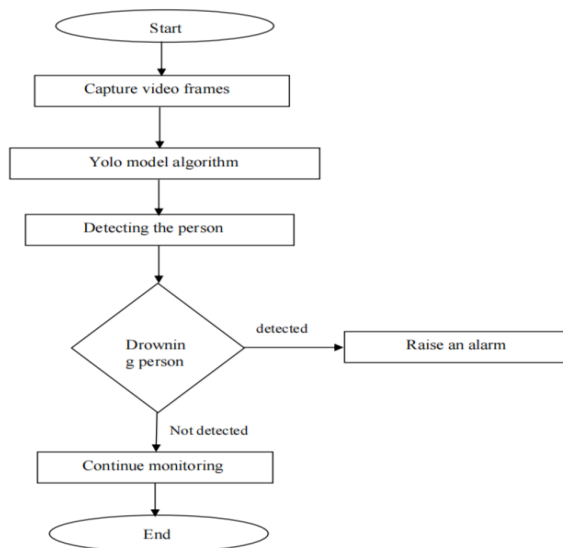 Start
Capture video frames
Yolo model algorithm
Detecting the person
Drownin
g person
detected
Raise an alarm
Not detected
Continue monitoring
End